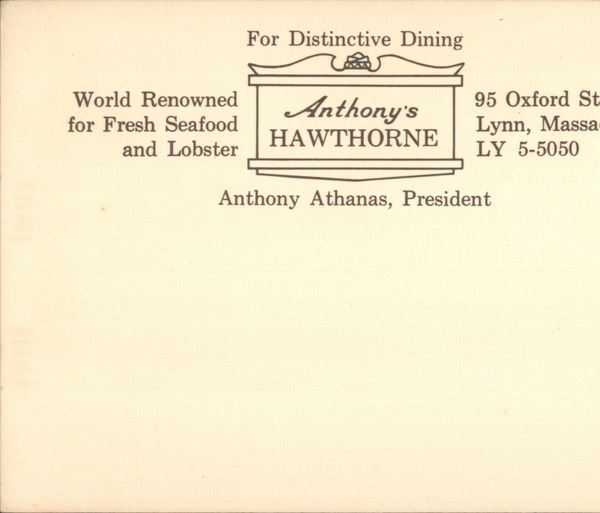 For Distinctive Dining
World Renowned
for Fresh Seafood
and Lobster
Anthony's
HAWTHORNE
95 Oxford St
Lynn, Massa
LY 5-5050
Anthony Athanas, President